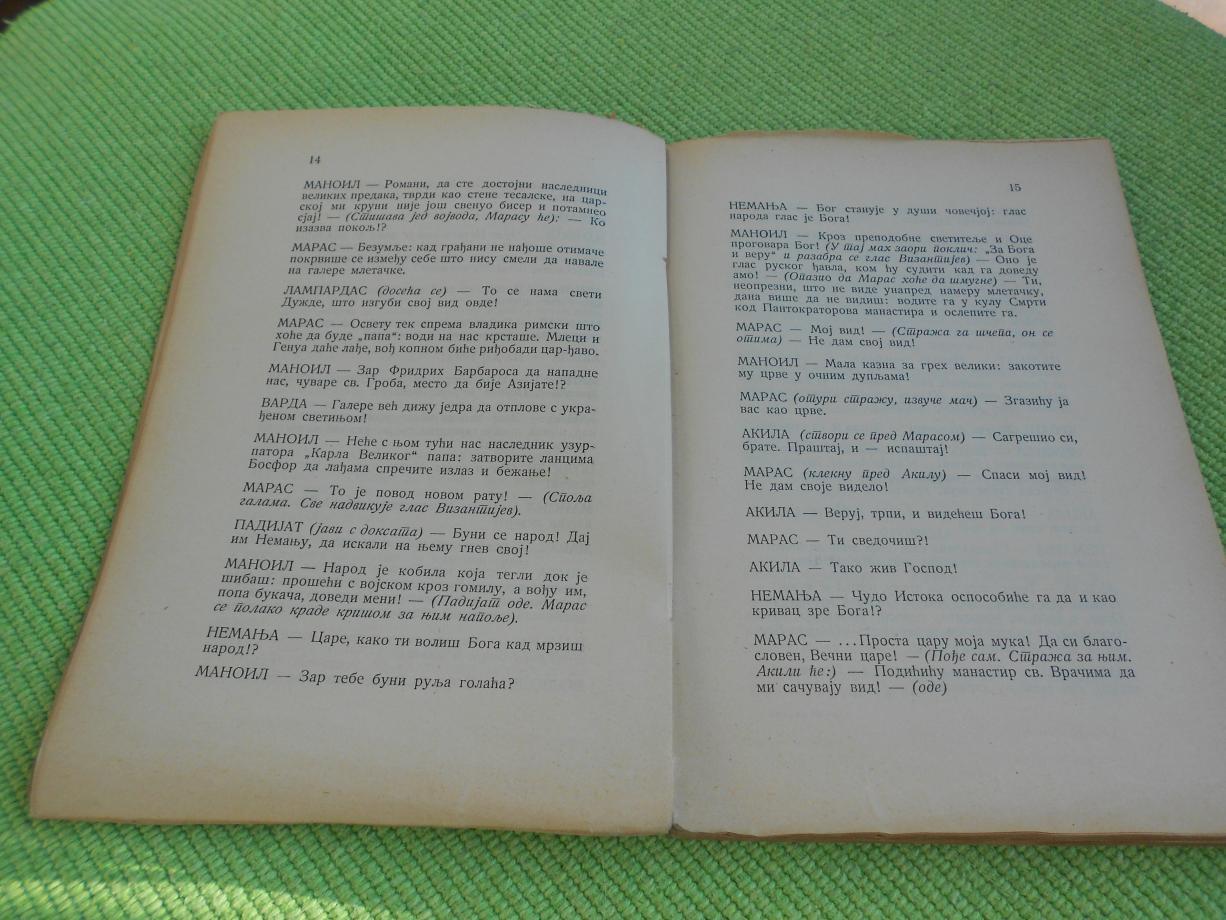 14
МАНОИЛ — Романи, да сте достојни наследници
великих предака, тврди као стене тесалске, на цар-
ској ми круни није још свенуо бисер и потамнео
сјај! — (Стишава јед војвода, Марасу ће): — Ко
изазва покољ!?
МАРАС — Безумље: кад грађани не нађоше отимаче
покрвише се између себе што нису смели да навале
на галере млетачке.
ЛАМПАРДАС (досећа се) — То се нама свети
Дужде, што изгуби свој вид овде!
МАРАС — Освету тек спрема владика римски што
хоће да буде „папа“: води на нас крсташе. Млеци и
Генуа даће лађе, вођ копном биће риђобади цар-ђаво.
МАНОИЛ — Зар Фридрих Барбароса да нападне
нас, чуваре св. Гроба, место да бије Азијате!?
ВАРДА — Галере већ дижу једра да отплове с укра-
ђеном светињом!
МАНОИЛ — Неће с њом тући нас наследник узур-
патора „Карла Великог“ папа: затворите ланцима
Босфор да лађама спречите излаз и бежање!
МАРАС — То је повод новом рату! — (Споља
галама. Све надвикује глас Византијев).
ПАДИЈАТ (јави с доксата) — Буни се народ! Дај
им Немању, да искали на њему гнев свој!
МАНОИЛ — Народ је кобила која тегли док је
шибаш: прошећи с војском кроз гомилу, а вођу им,
попа букача, доведи мени! — (Падијат оде. Марас
се полако краде кришом за њим напоље).
НЕМАЊА — Царе, како ти волиш Бога кад мрзиш
народ!?
МАНОИЛ — Зар тебе буни руља голаћа?
15
НЕМАЊА — Бог станује у души човечјој: глас
народа глас је Бога!
МАНОИЛ — Кроз преподобне светитеље и Оце
проговара Бог! (У тај мах заори поклич: „За Бога
и веру“ и разабра се глас Византијев) — Оно је
глас руског ђавла, ком ћу судити кад га доведу
амо! — (Опазио да Марас хоће да шмугне) — Ти,
неопрезни, што не виде унапред намеру млетачку,
дана више да не видиш: водите га у кулу Смрти
код Пантократорова манастира и ослепите га.
МАРАС — Мој вид! — (Стража га шчепа, он се
отима) — Не дам свој вид!
МАНОИЛ — Мала казна за грех велики: закотите
му црве у очним дупљама!
МАРАС (отури стражу, извуче мач) — Згазићу ја
вас као црве.
АКИЛА (створи се пред Марасом) — Сагрешио си,
брате. Праштај, и — испаштај!
МАРАС (клекну пред Акилу) — Спаси мој вид!
Не дам своје видело!
АКИЛА — Веруј, трпи, и видећеш Бога!
МАРАС — Ти сведочиш?!
АКИЛА — Тако жив Господ!
НЕМАЊА — Чудо Истока оспособиће га да и као
кривац зре Бога!?
МАРАС — ...Проста цару моја мука! Да си благо-
словен, Вечни царе! — (Пође сам. Стража за њим.
Акили ће:) — Подићићу манастир св. Врачима да
ми сачувају вид! — (оде)